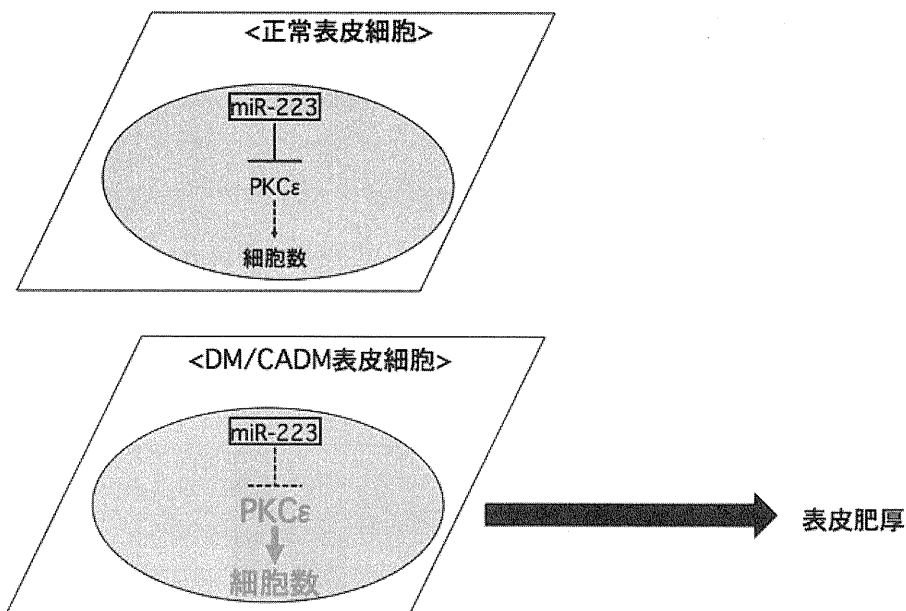 <正常表皮細胞>
miR-223
PKCε
細胞数
<DM/CADM表皮細胞>
miR-223
PKCε
細胞数
表皮肥厚